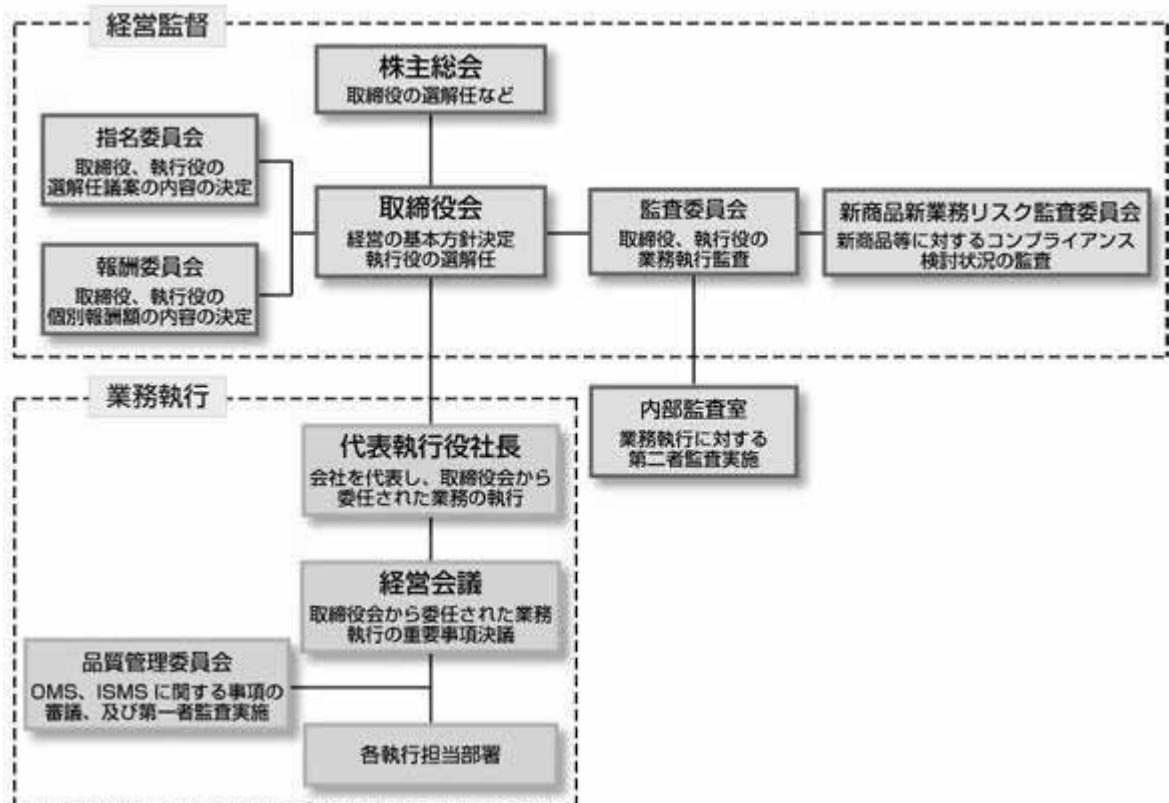 経営監督
株主総会
取締役の選解任など
指名委員会
取締役、執行役の
選解任議案の内容の決定
取締役会
経営の基本方針決定
執行役の選解任
監査委員会
取締役、執行役の
業務執行監査
新商品新業務リスク監査委員会
新商品等に対するコンプライアンス
検討状況の監査
報酬委員会
取締役、執行役の
個別報酬額の内容の決定
業務執行
内部監査室
業務執行に対する
第二者監査実施
代表執行役社長
会社を代表し、取締役会から
委任された業務の執行
経営会議
取締役会から委任された業務
執行の重要事項決議
品質管理委員会
OMS、ISMS に関する事項の
審議、及び第一者監査実施
各執行担当部署